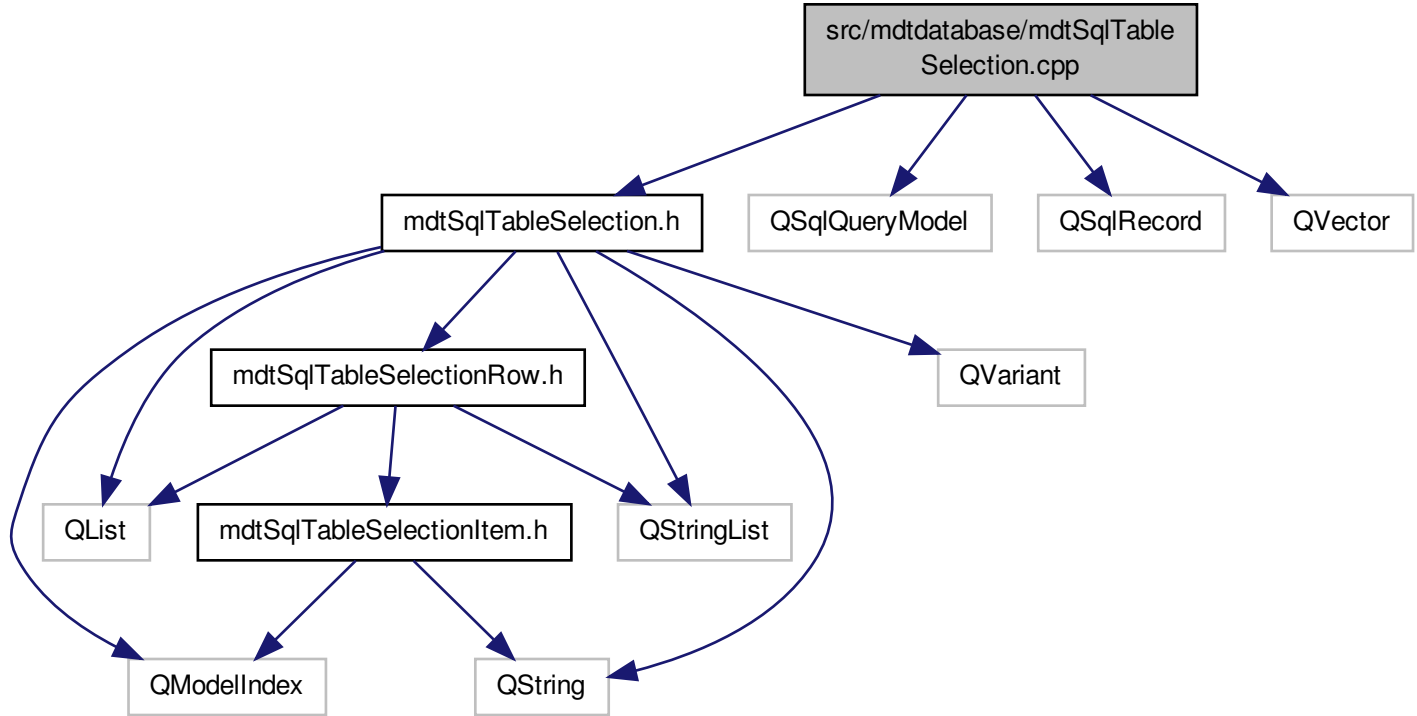 src/mdtdatabase/mdtSqlTable
Selection.cpp
mdtSqlTableSelection.h
QSqlQueryModel
QSqlRecord
QVector
mdtSqlTableSelectionRow.h
QVariant
QList
mdtSqlTableSelectionItem.h
QStringList
QModelIndex
QString